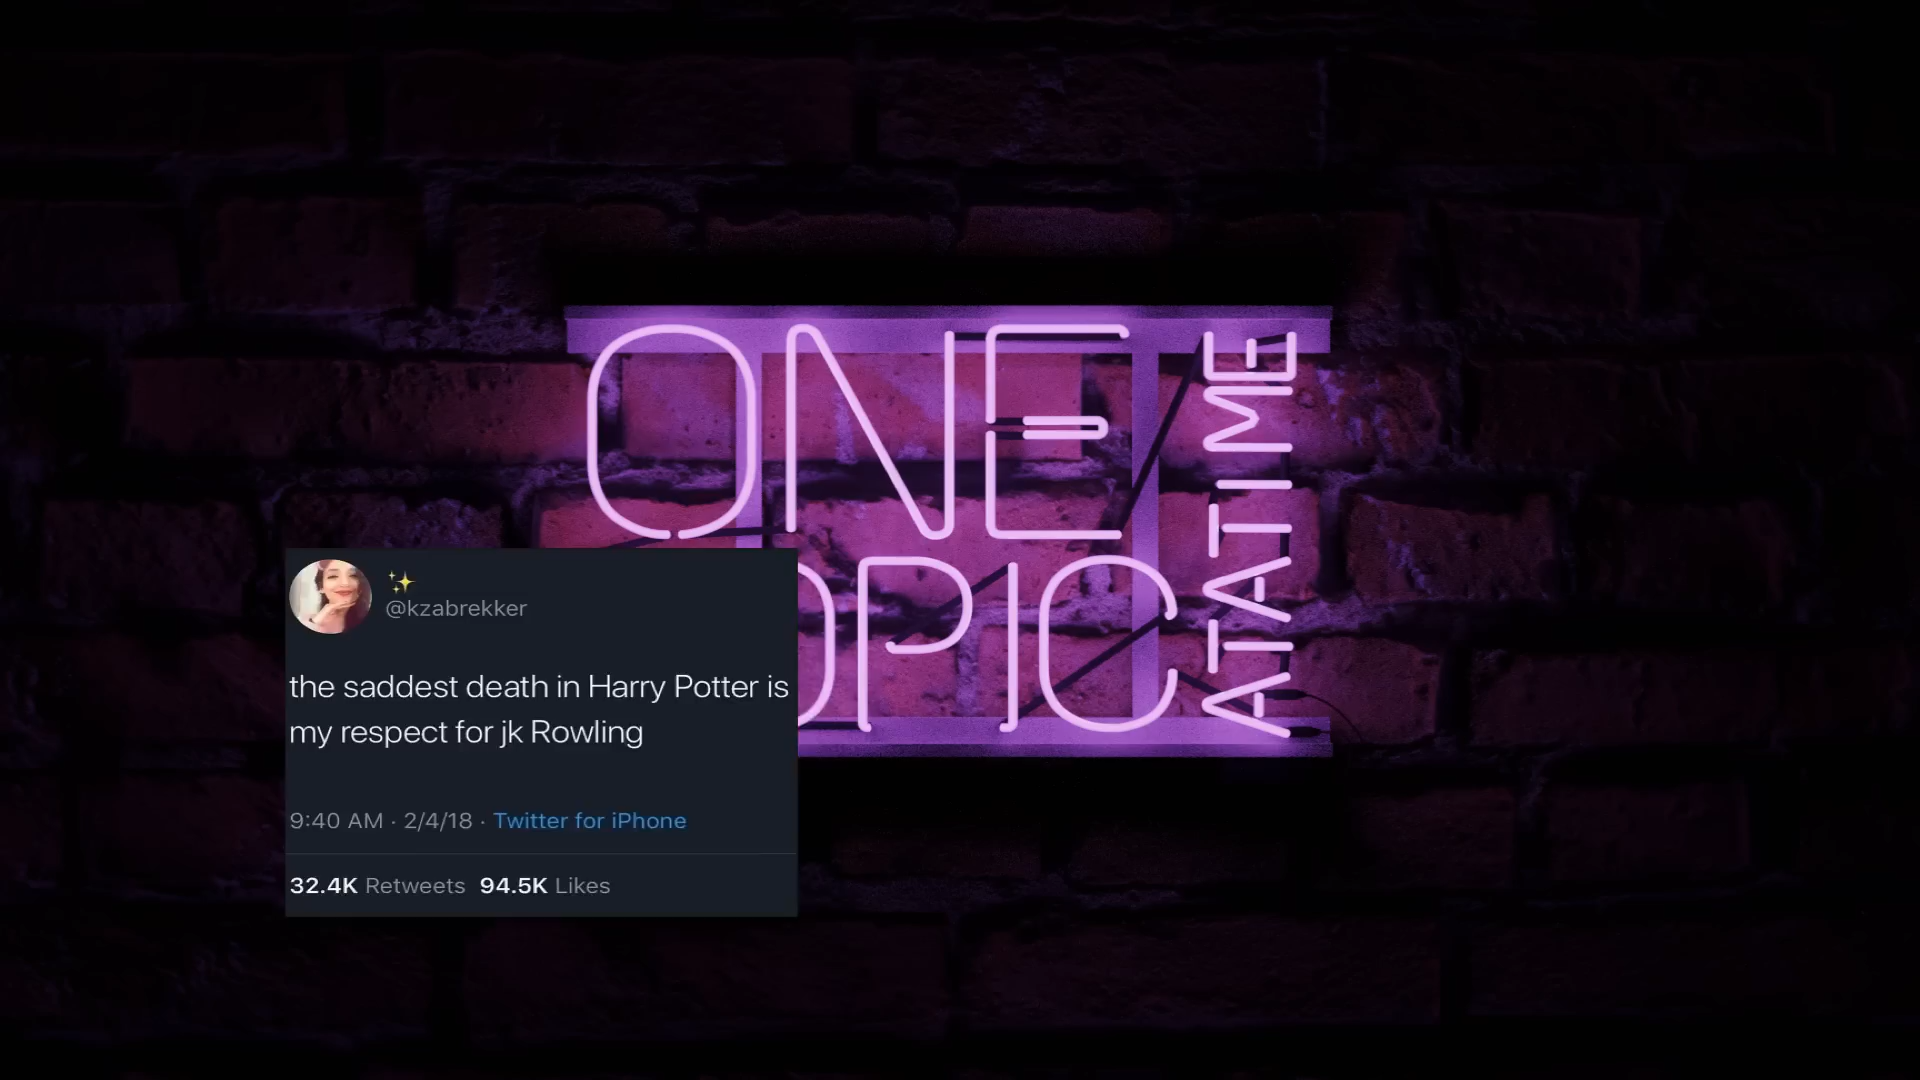 ONE
OPIC
AT A TIME
✨
@kzabrekker
the saddest death in Harry Potter is
my respect for jk Rowling
9:40 AM · 2/4/18 · Twitter for iPhone
32.4K Retweets 94.5K Likes